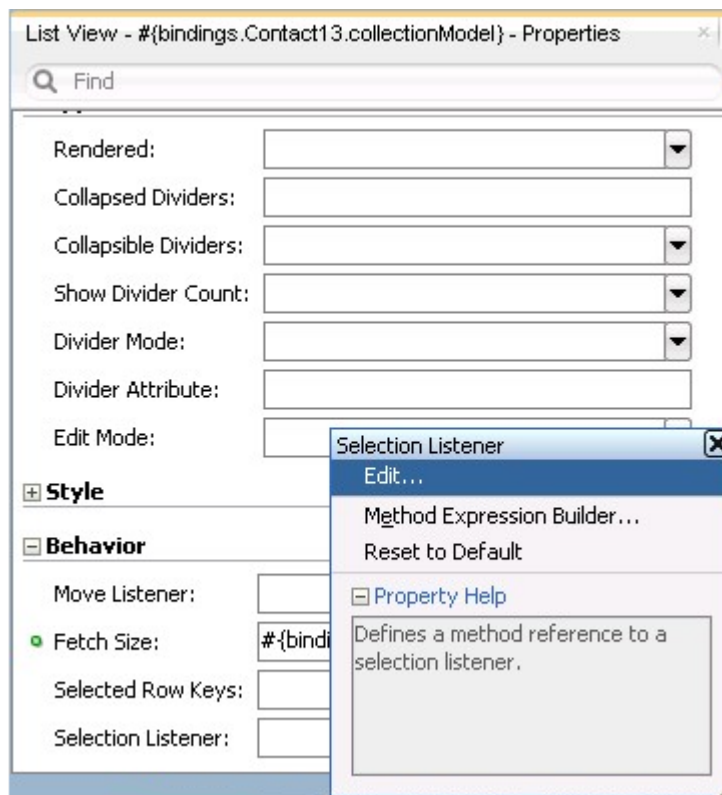 List View - #{bindings.Contact13.collectionModel} - Properties
Find
Rendered:
Collapsed Dividers:
Collapsible Dividers:
Show Divider Count:
Divider Mode:
Divider Attribute:
Edit Mode:
Selection Listener
Edit...
Style
Method Expression Builder...
Behavior
Reset to Default
Move Listener:
Property Help
Fetch Size:
#{bindi
Defines a method reference to a
selection listener.
Selected Row Keys:
Selection Listener: